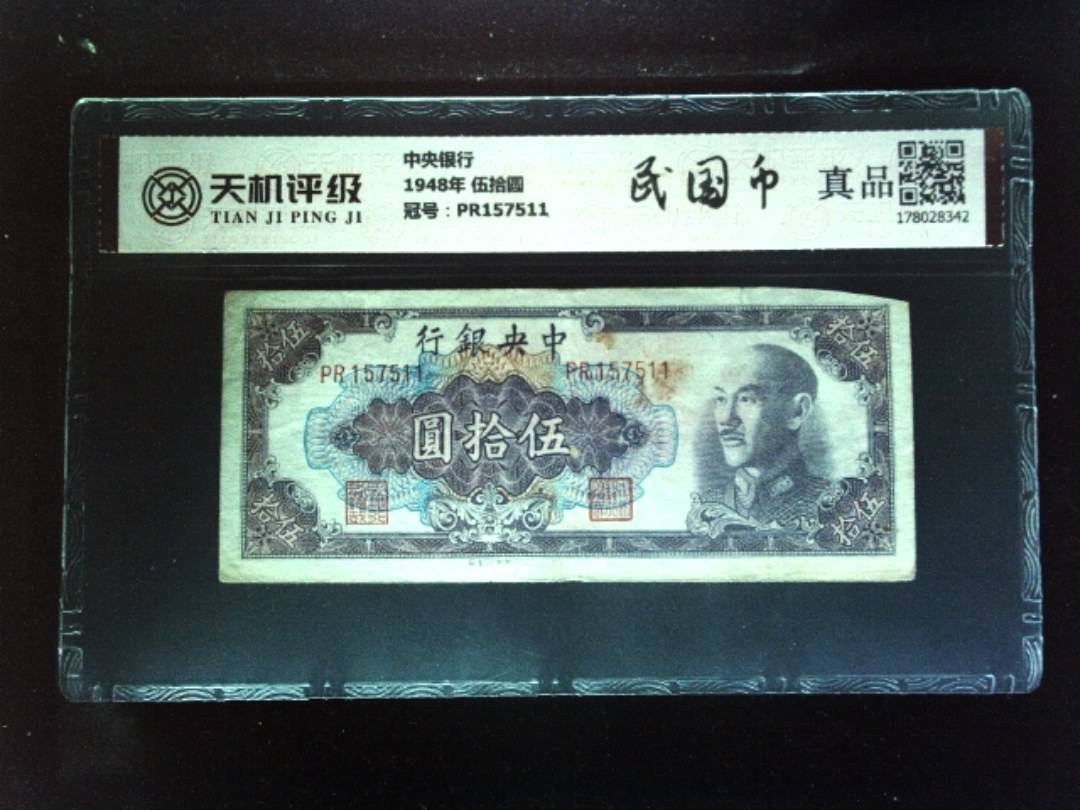 天机评级
TIAN JI PING JI
中央银行
1948年 伍拾圆
冠号：PR157511
民国币
真品
178028342
行銀央中
PR157511
PR157511
圓拾伍
拾伍
拾伍
拾伍
拾伍